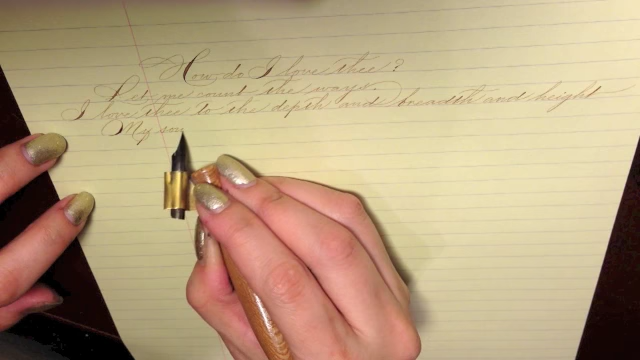 How do I love thee?
Let me count the ways.
I love thee to the depth and breadth and height
My sou